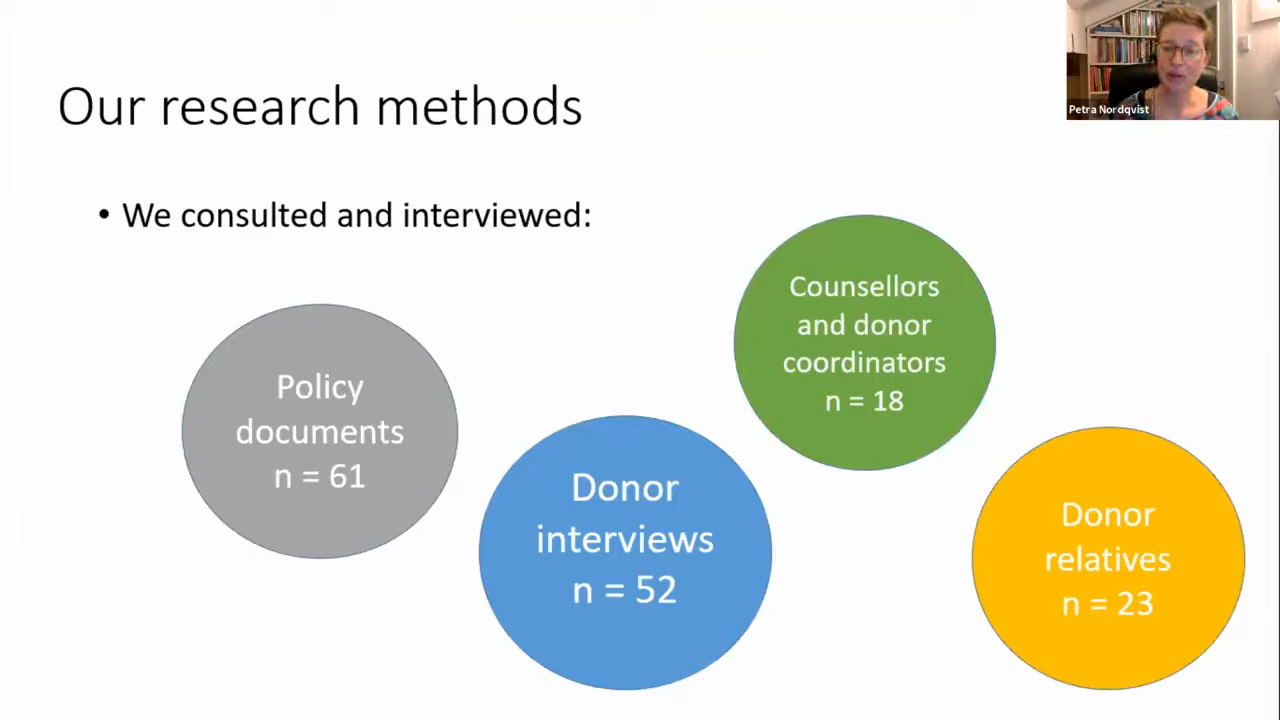 Our research methods
Petra Nordqvist
• We consulted and interviewed:
Policy
documents
n = 61
Donor
interviews
n = 52
Counsellors
and donor
coordinators
n = 18
Donor
relatives
n = 23